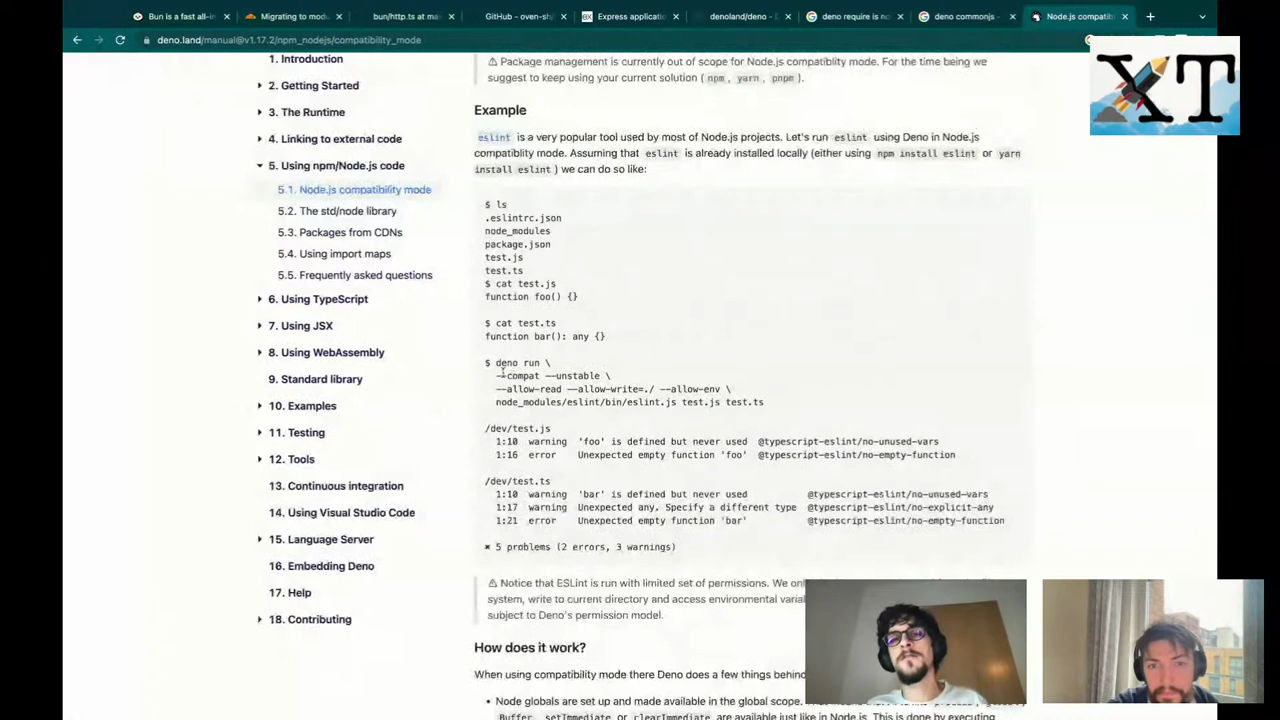 Bun is a fast all-in
Migrating to modu
bun/http.ts at ma
GitHub - oven-sh
Express application
denoland/deno -
deno require is no
deno commonjs -
Node.js compatib
deno.land/manual@v1.17.2/npm_nodejs/compatibility_mode
XT
1. Introduction
2. Getting Started
3. The Runtime
4. Linking to external code
5. Using npm/Node.js code
5.1. Node.js compatibility mode
5.2. The std/node library
5.3. Packages from CDNs
5.4. Using import maps
5.5. Frequently asked questions
6. Using TypeScript
7. Using JSX
8. Using WebAssembly
9. Standard library
10. Examples
11. Testing
12. Tools
13. Continuous integration
14. Using Visual Studio Code
15. Language Server
16. Embedding Deno
17. Help
18. Contributing
⚠ Package management is currently out of scope for Node.js compatiblity mode. For the time being we
suggest to keep using your current solution ( npm , yarn , pnpm ).
Example
eslint is a very popular tool used by most of Node.js projects. Let's run eslint using Deno in Node.js
compatiblity mode. Assuming that eslint is already installed locally (either using npm install eslint or yarn
install eslint ) we can do so like:
$ ls
.eslintrc.json
node_modules
package.json
test.js
test.ts
$ cat test.js
function foo() {}
$ cat test.ts
function bar(): any {}
$ deno run \
--compat --unstable \
--allow-read --allow-write=./ --allow-env \
node_modules/eslint/bin/eslint.js test.js test.ts
/dev/test.js
1:10 warning 'foo' is defined but never used @typescript-eslint/no-unused-vars
1:16 error Unexpected empty function 'foo' @typescript-eslint/no-empty-function
/dev/test.ts
1:10 warning 'bar' is defined but never used @typescript-eslint/no-unused-vars
1:17 warning Unexpected any. Specify a different type @typescript-eslint/no-explicit-any
1:21 error Unexpected empty function 'bar' @typescript-eslint/no-empty-function
✖ 5 problems (2 errors, 3 warnings)
⚠ Notice that ESLint is run with limited set of permissions. We onl
system, write to current directory and access environmental variab
subject to Deno's permission model.
How does it work?
When using compatibility mode there Deno does a few things behin
Node globals are set up and made available in the global scope.
Buffer, setImmediate or clearImmediate are available just like in Node.js. This is done by executing